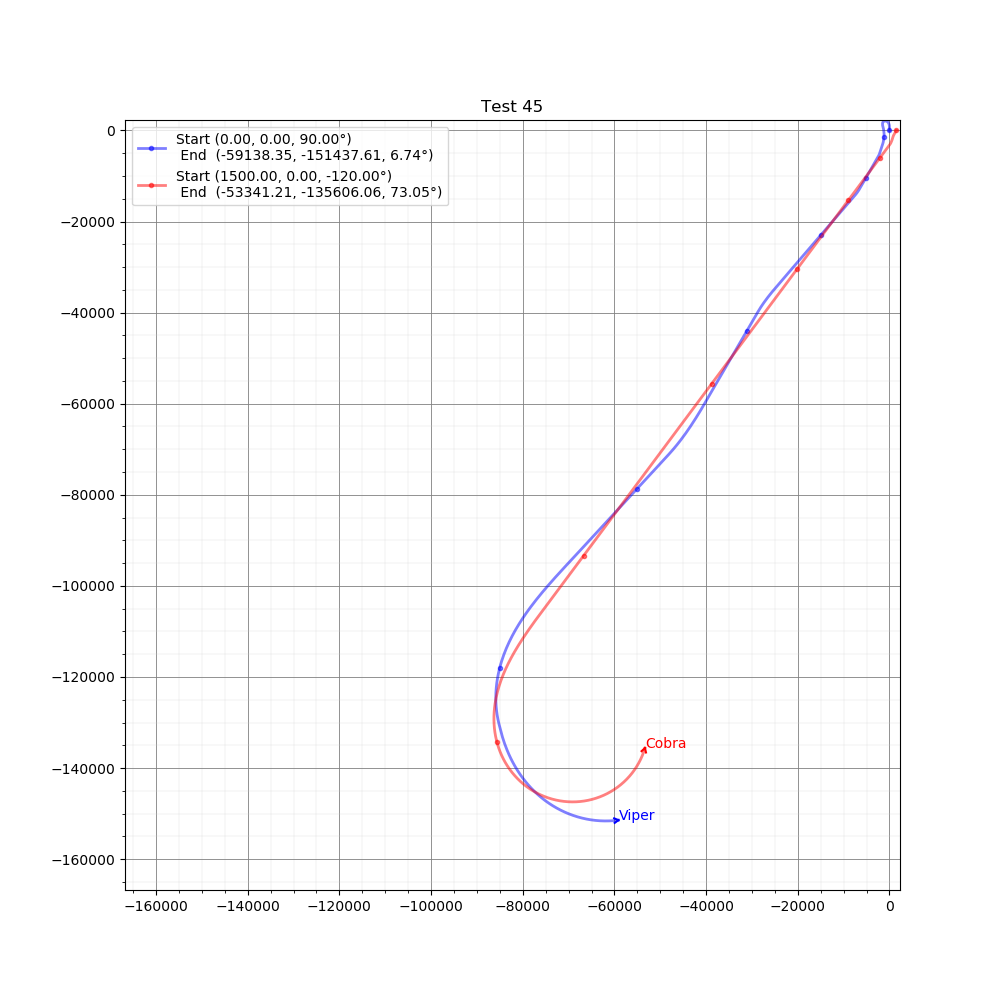 Test 45
Start (0.00, 0.00, 90.00°)
End  (-59138.35, -151437.61, 6.74°)
Start (1500.00, 0.00, -120.00°)
End  (-53341.21, -135606.06, 73.05°)
0
−20000
−40000
−60000
−80000
−100000
−120000
−140000
−160000
Cobra
Viper
−160000 −140000 −120000 −100000 −80000 −60000 −40000 −20000 0